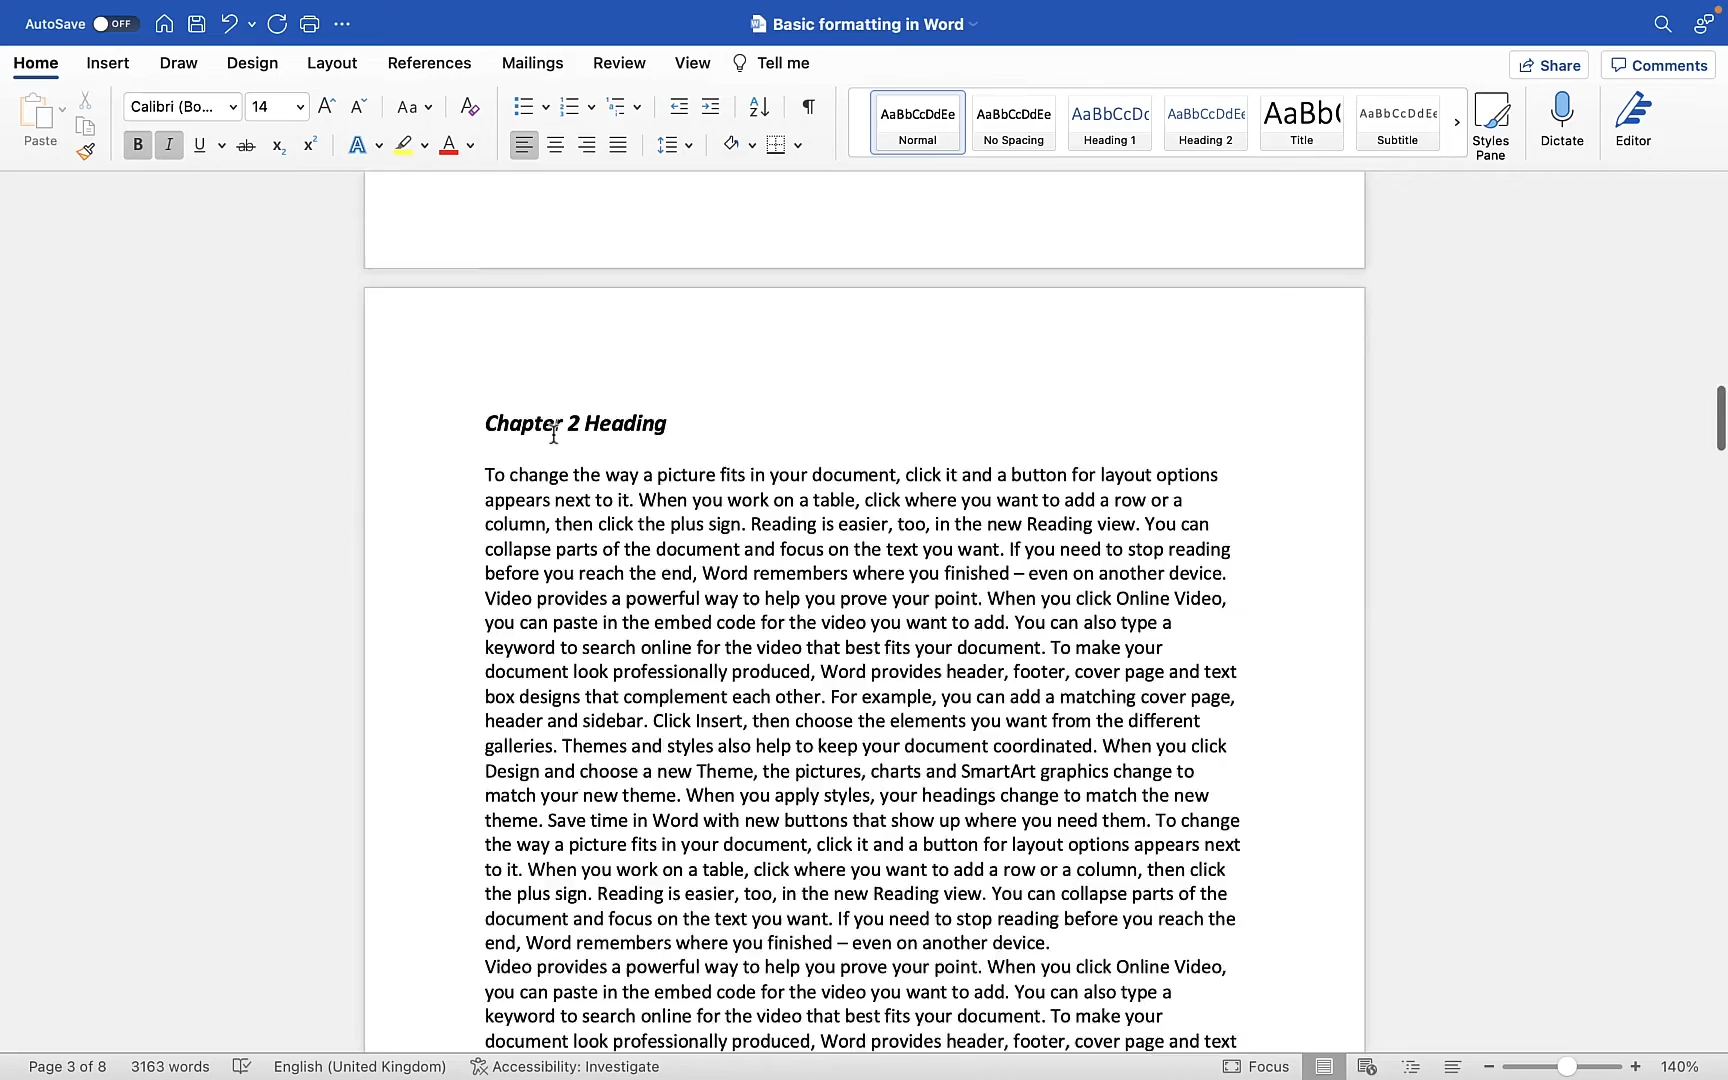 AutoSave OFF Basic formatting in Word
Home Insert Draw Design Layout References Mailings Review View Tell me Share Comments
Paste Calibri (Bo... 14 Aa
AaBbCcDdEe AaBbCcDdEe AaBbCcDc AaBbCcDdEe AaBb( AaBbCcDdEe
Normal No Spacing Heading 1 Heading 2 Title Subtitle Styles Pane Dictate Editor
Chapter 2 Heading
To change the way a picture fits in your document, click it and a button for layout options
appears next to it. When you work on a table, click where you want to add a row or a
column, then click the plus sign. Reading is easier, too, in the new Reading view. You can
collapse parts of the document and focus on the text you want. If you need to stop reading
before you reach the end, Word remembers where you finished – even on another device.
Video provides a powerful way to help you prove your point. When you click Online Video,
you can paste in the embed code for the video you want to add. You can also type a
keyword to search online for the video that best fits your document. To make your
document look professionally produced, Word provides header, footer, cover page and text
box designs that complement each other. For example, you can add a matching cover page,
header and sidebar. Click Insert, then choose the elements you want from the different
galleries. Themes and styles also help to keep your document coordinated. When you click
Design and choose a new Theme, the pictures, charts and SmartArt graphics change to
match your new theme. When you apply styles, your headings change to match the new
theme. Save time in Word with new buttons that show up where you need them. To change
the way a picture fits in your document, click it and a button for layout options appears next
to it. When you work on a table, click where you want to add a row or a column, then click
the plus sign. Reading is easier, too, in the new Reading view. You can collapse parts of the
document and focus on the text you want. If you need to stop reading before you reach the
end, Word remembers where you finished – even on another device.
Video provides a powerful way to help you prove your point. When you click Online Video,
you can paste in the embed code for the video you want to add. You can also type a
keyword to search online for the video that best fits your document. To make your
document look professionally produced, Word provides header, footer, cover page and text
Page 3 of 8 3163 words English (United Kingdom) Accessibility: Investigate Focus 140%